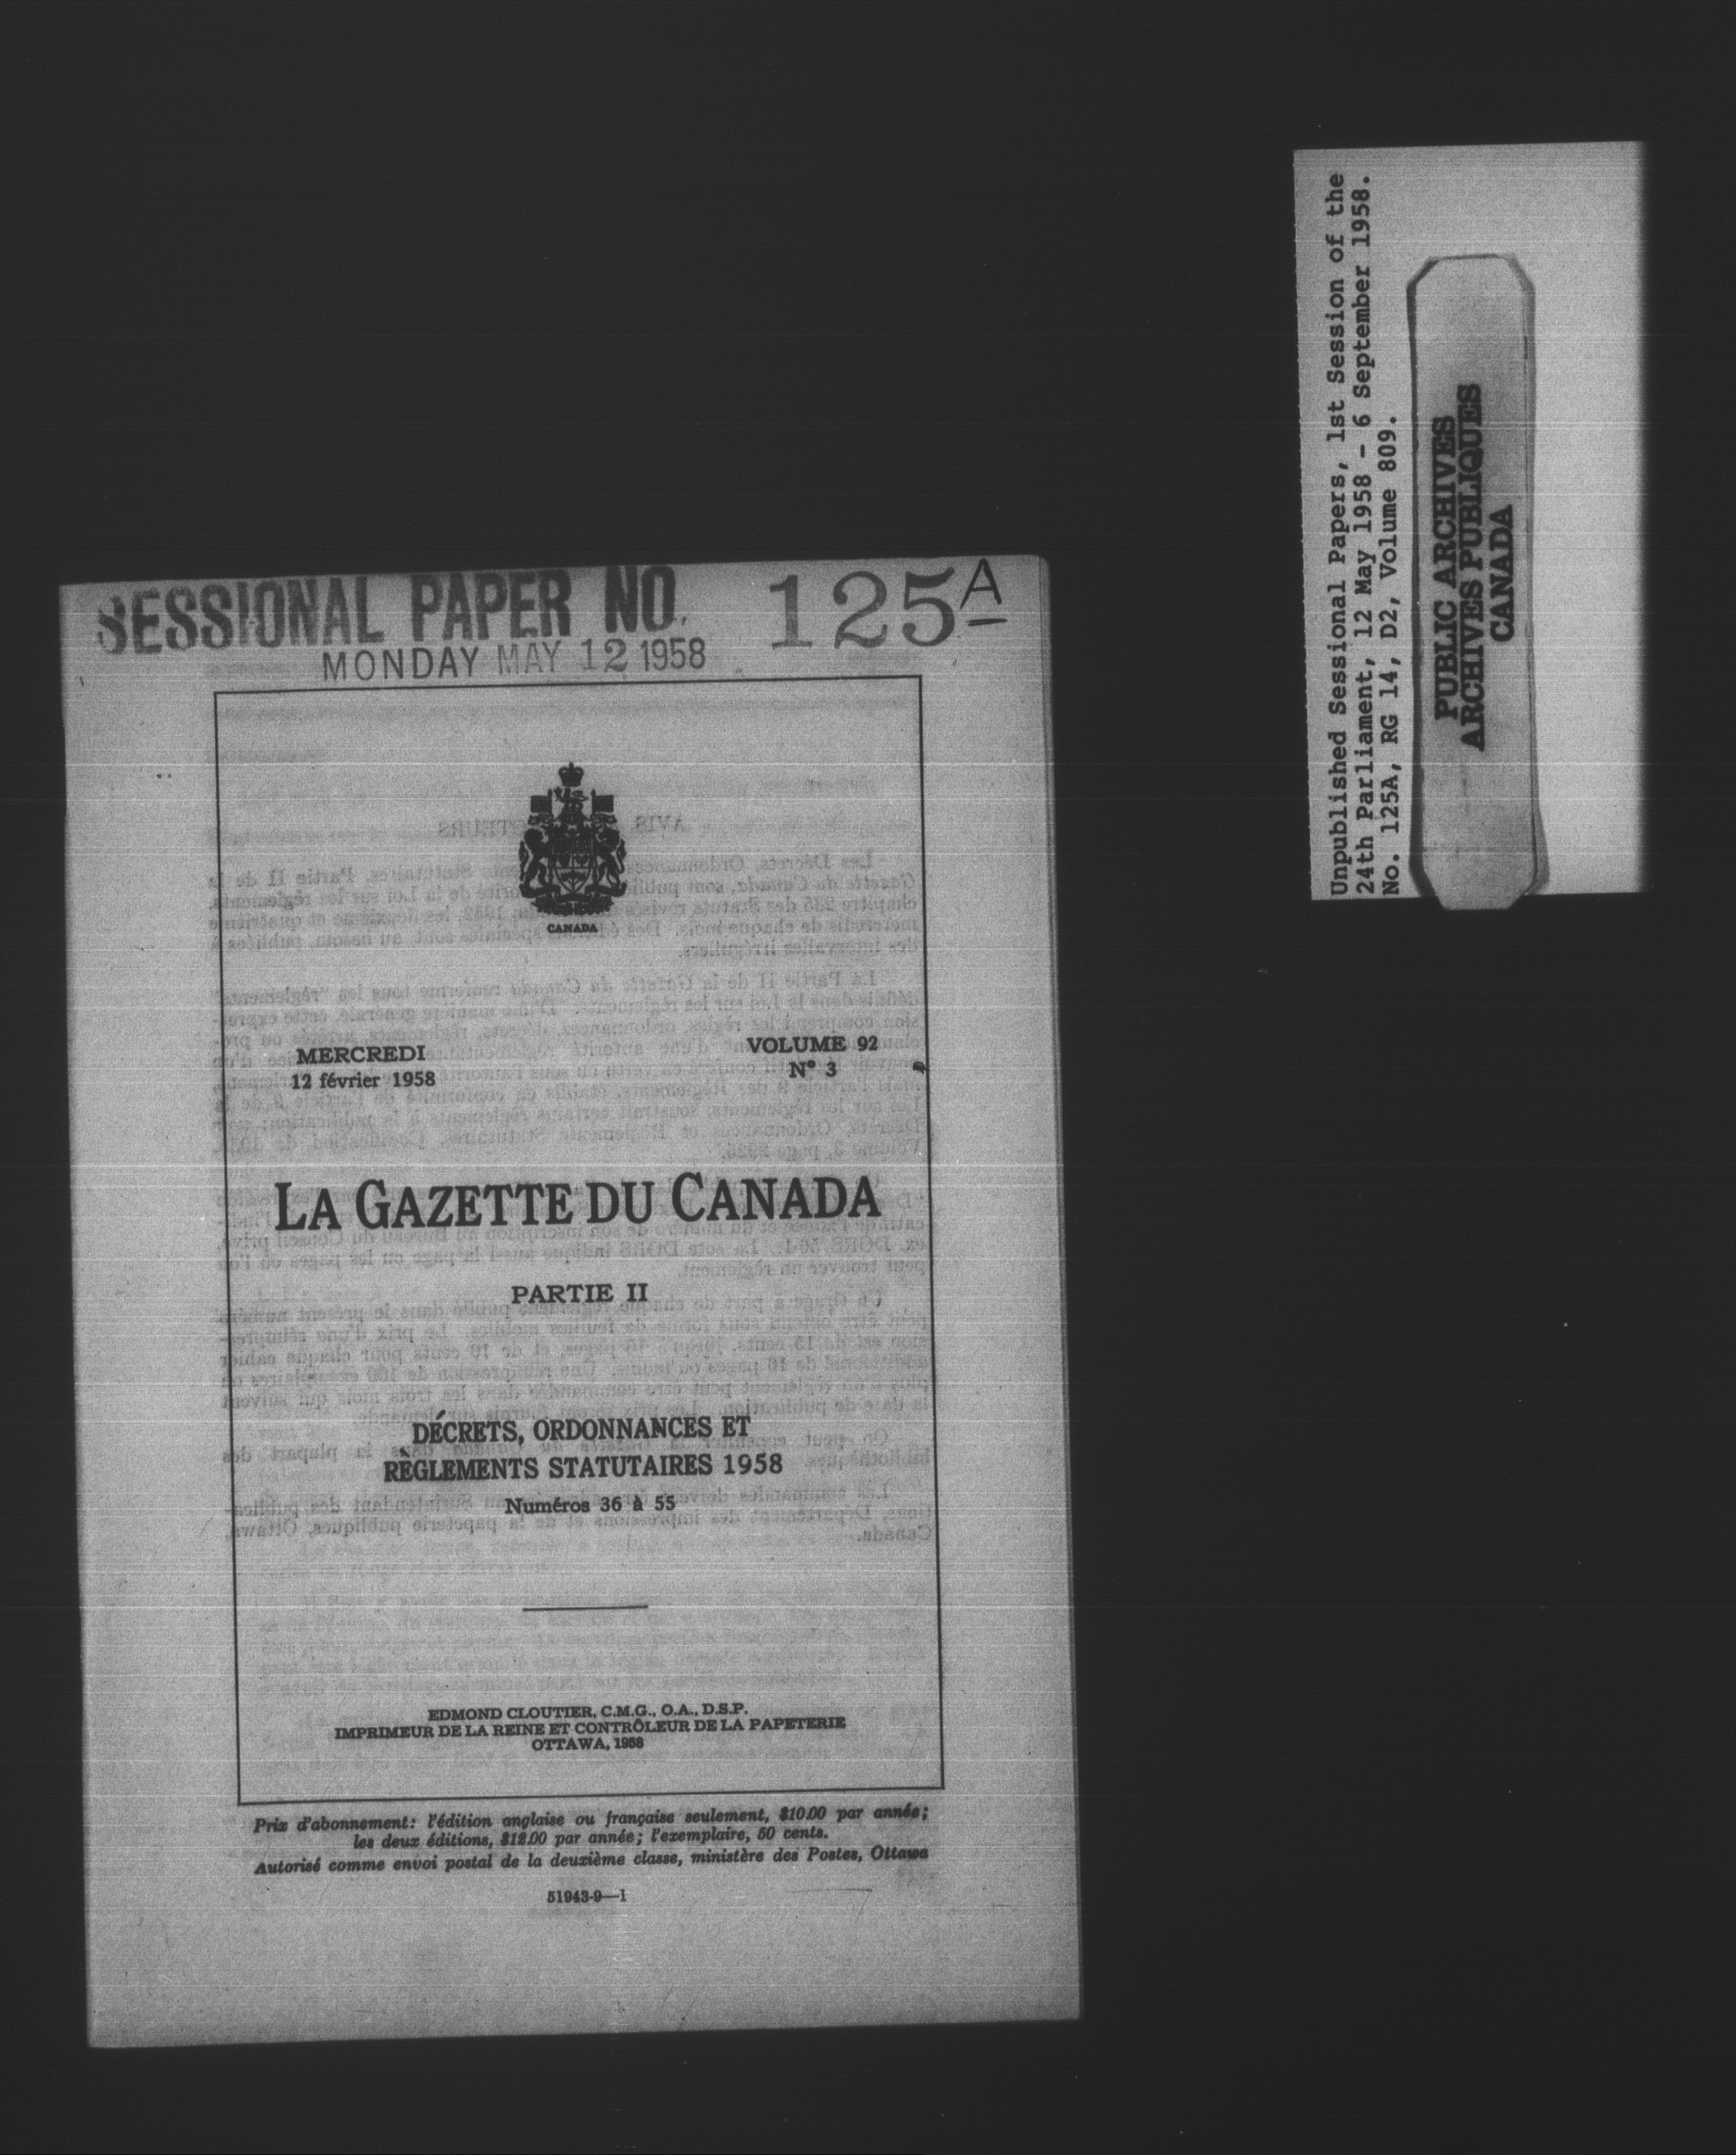 SESSIONAL PAPER NO. 125A
MONDAY MAY 12 1958
CANADA
MERCREDI
12 février 1958
VOLUME 92
N° 3
LA GAZETTE DU CANADA
PARTIE II
DÉCRETS, ORDONNANCES ET
RÈGLEMENTS STATUTAIRES 1958
Numéros 36 à 55
EDMOND CLOUTIER, C.M.G., O.A., D.S.P.
IMPRIMEUR DE LA REINE ET CONTRÔLEUR DE LA PAPETERIE
OTTAWA, 1958
Prix d'abonnement: l'édition anglaise ou française seulement, $10.00 par année;
les deux éditions, $12.00 par année; l'exemplaire, 50 cents.
Autorisé comme envoi postal de la deuxième classe, ministère des Postes, Ottawa
51943-9—1
Unpublished Sessional Papers, 1st Session of the
24th Parliament, 12 May 1958 - 6 September 1958.
No. 125A, RG 14, D2, Volume 809.
PUBLIC ARCHIVES
ARCHIVES PUBLIQUES
CANADA